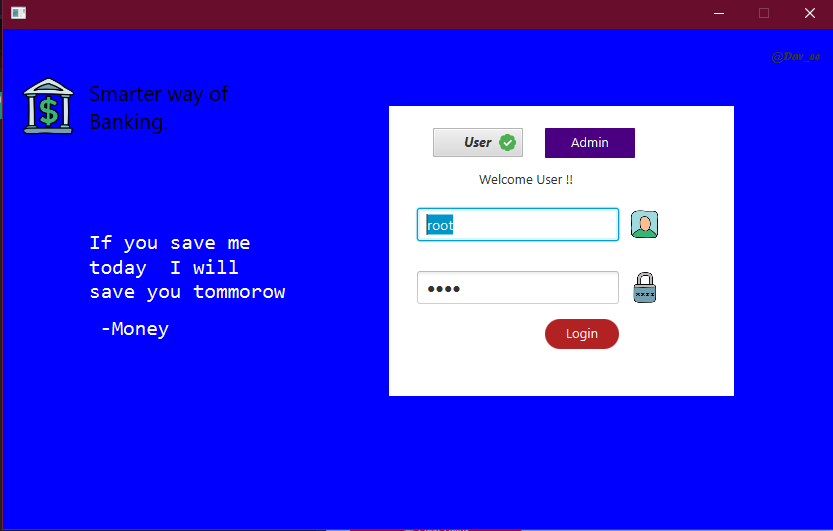 Smarter way of
Banking.
User
Admin
Welcome User !!
root
If you save me
today  I will
save you tommorow
-Money
Login